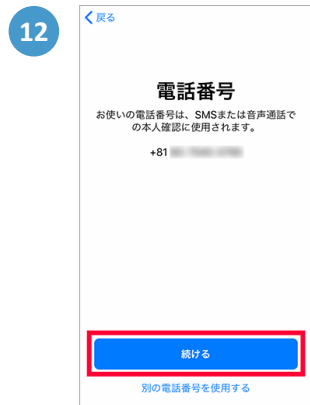 12
戻る
電話番号
お使いの電話番号は、SMSまたは音声通話で
の本人確認に使用されます。
+81
続ける
別の電話番号を使用する